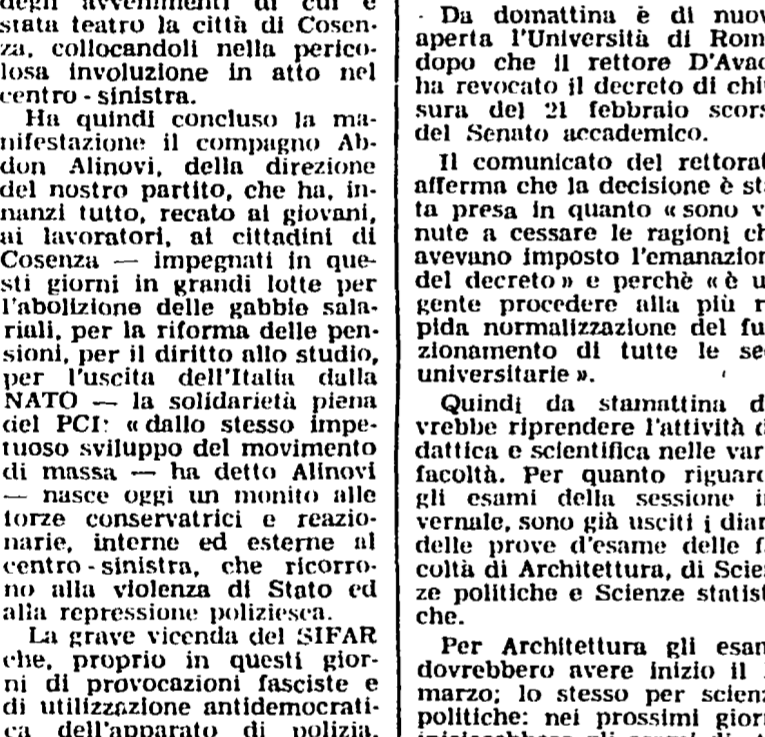 degli avvenimenti di cui è
stata teatro la città di Cosen-
za, collocandoli nella perico-
losa involuzione in atto nel
centro-sinistra.
Ha quindi concluso la ma-
nifestazione il compagno Ab-
don Alinovi, della direzione
del nostro partito, che ha, in-
nanzi tutto, recato ai giovani,
ai lavoratori, ai cittadini di
Cosenza — impegnati in que-
sti giorni in grandi lotte per
l'abolizione delle gabbie sala-
riali, per la riforma delle pen-
sioni, per il diritto allo studio,
per l'uscita dell'Italia dalla
NATO — la solidarietà piena
del PCI: « dallo stesso impe-
tuoso sviluppo del movimento
di massa — ha detto Alinovi
— nasce oggi un monito alle
forze conservatrici e reazio-
narie, interne ed esterne al
centro-sinistra, che ricorro-
no alla violenza di Stato ed
alla repressione poliziesca.
La grave vicenda del SIFAR
che, proprio in questi gior-
ni di provocazioni fasciste e
di utilizzazione antidemocrati-
ca dell'apparato di polizia,
Da domattina è di nuov
aperta l'Università di Rom
dopo che il rettore D'Avac
ha revocato il decreto di chi
sura del 21 febbraio scors
del Senato accademico.
Il comunicato del rettorat
afferma che la decisione è sta
ta presa in quanto « sono v
nute a cessare le ragioni ch
avevano imposto l'emanazion
del decreto » e perchè « è u
gente procedere alla più r
pida normalizzazione del fu
zionamento di tutte le se
universitarie ».
Quindi da stamattina d
vrebbe riprendere l'attività d
dattica e scientifica nelle var
facoltà. Per quanto riguard
gli esami della sessione i
vernale, sono già usciti i diar
delle prove d'esame delle f
coltà di Architettura, di Scien
ze politiche e Scienze statist
che.
Per Architettura gli esam
dovrebbero avere inizio il
marzo; lo stesso per scienz
politiche: nei prossimi gior